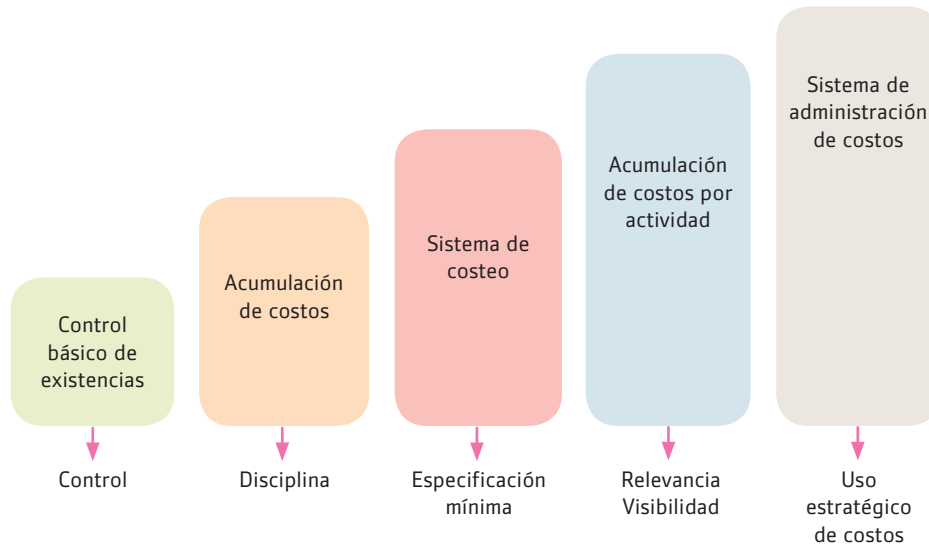 Control
básico de
existencias
Acumulación
de costos
Sistema de
costeo
Acumulación
de costos por
actividad
Sistema de
administración
de costos
Control
Disciplina
Especificación
mínima
Relevancia
Visibilidad
Uso
estratégico
de costos